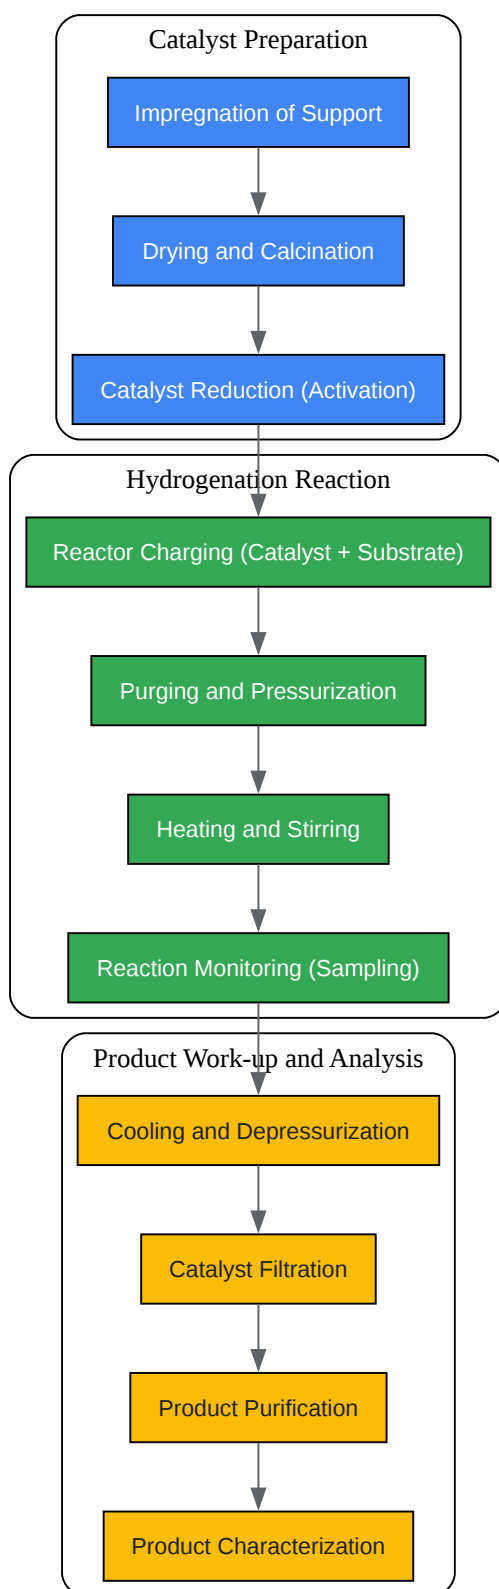 Catalyst Preparation
Impregnation of Support
Drying and Calcination
Catalyst Reduction (Activation)
Hydrogenation Reaction
Reactor Charging (Catalyst + Substrate)
Purging and Pressurization
Heating and Stirring
Reaction Monitoring (Sampling)
Product Work-up and Analysis
Cooling and Depressurization
Catalyst Filtration
Product Purification
Product Characterization